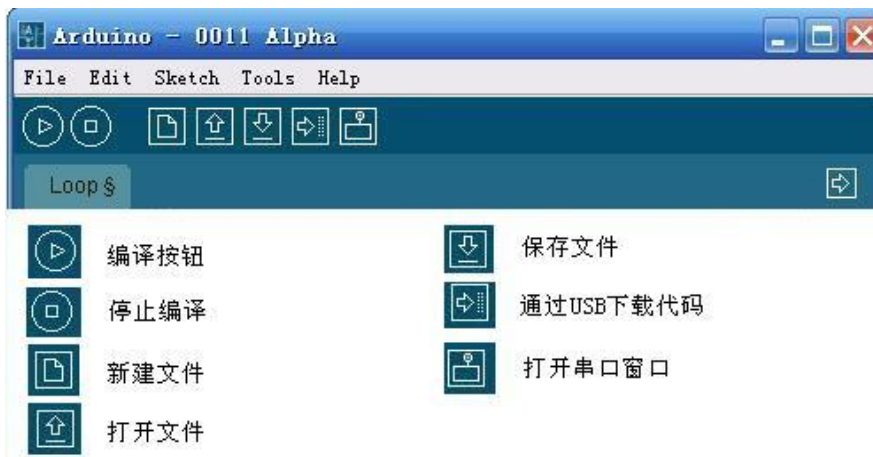 Arduino - 0011 Alpha
File Edit Sketch Tools Help
Loop §
编译按钮
停止编译
新建文件
打开文件
保存文件
通过USB下载代码
打开串口窗口